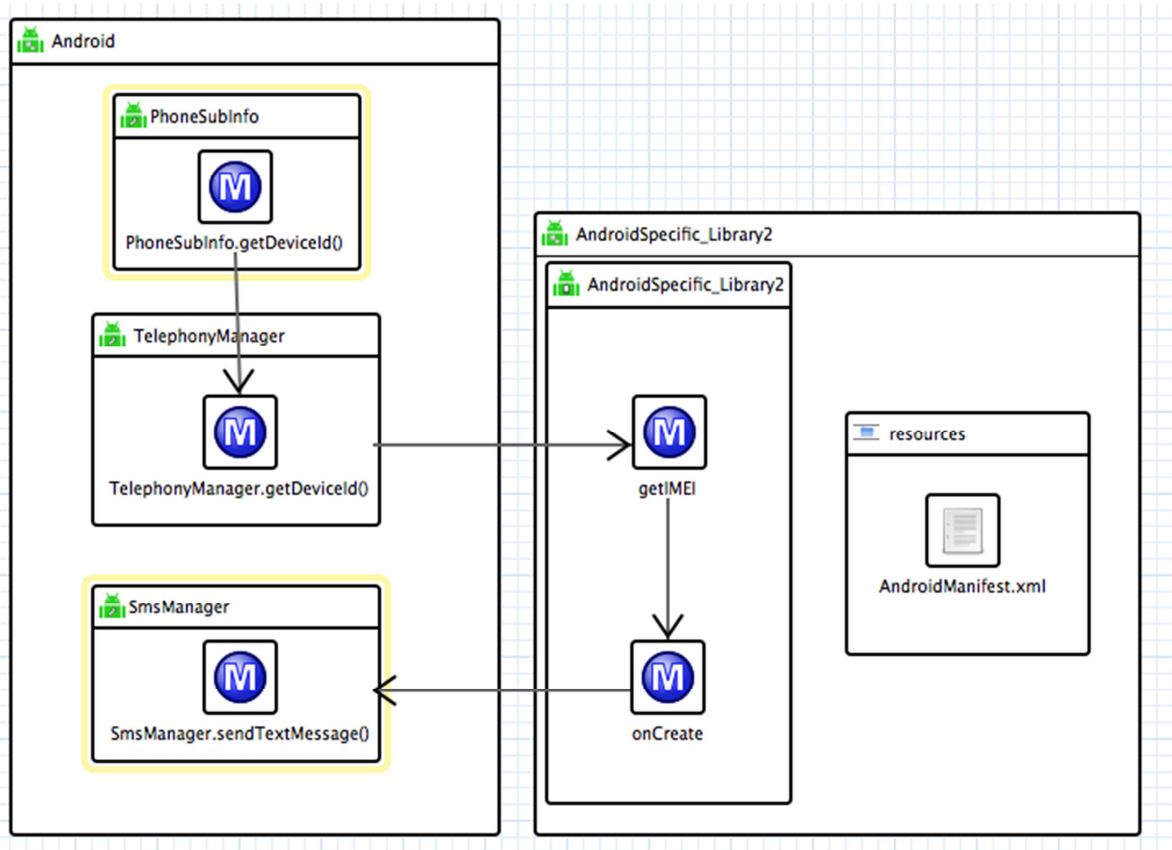 Android
PhoneSubInfo
M
PhoneSubInfo.getDeviceId()
TelephonyManager
M
TelephonyManager.getDeviceId()
SmsManager
M
SmsManager.sendTextMessage()
AndroidSpecific_Library2
AndroidSpecific_Library2
M
getIMEI
M
onCreate
resources
AndroidManifest.xml